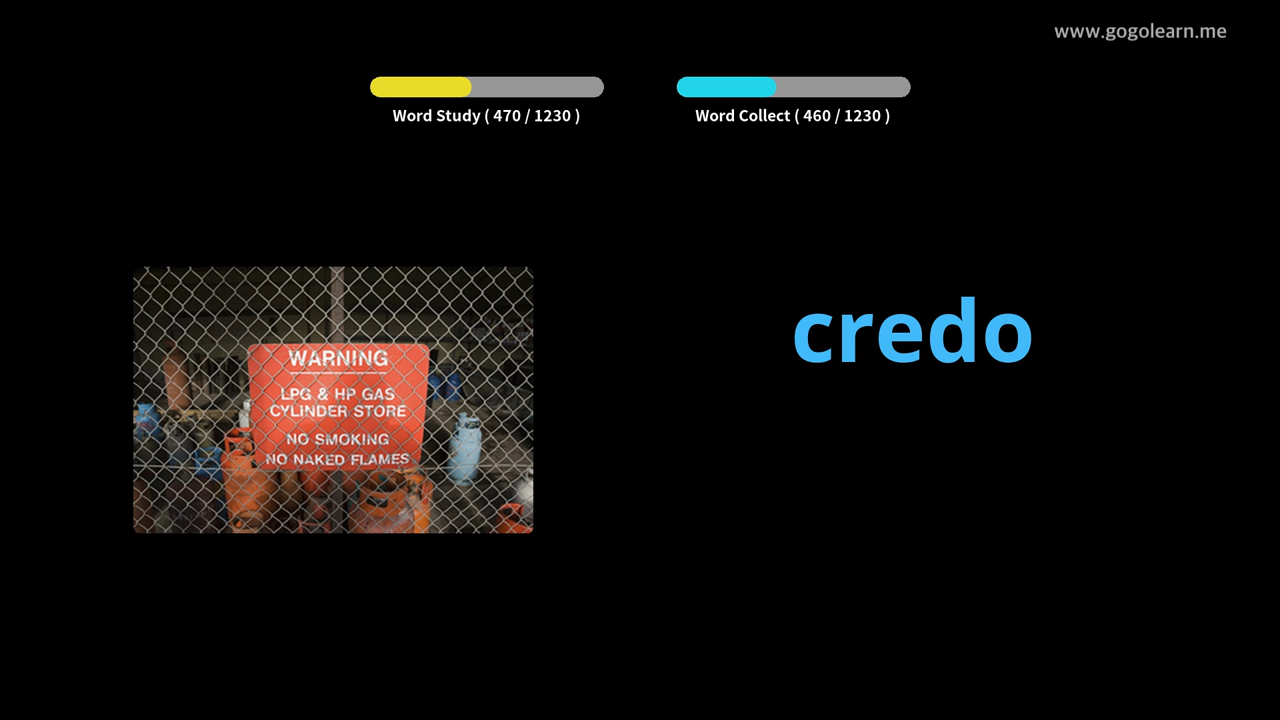 www.gogolearn.me
Word Study ( 470 / 1230 )
Word Collect ( 460 / 1230 )
WARNING
LPG & HP GAS
CYLINDER STORE
NO SMOKING
NO NAKED FLAMES
credo